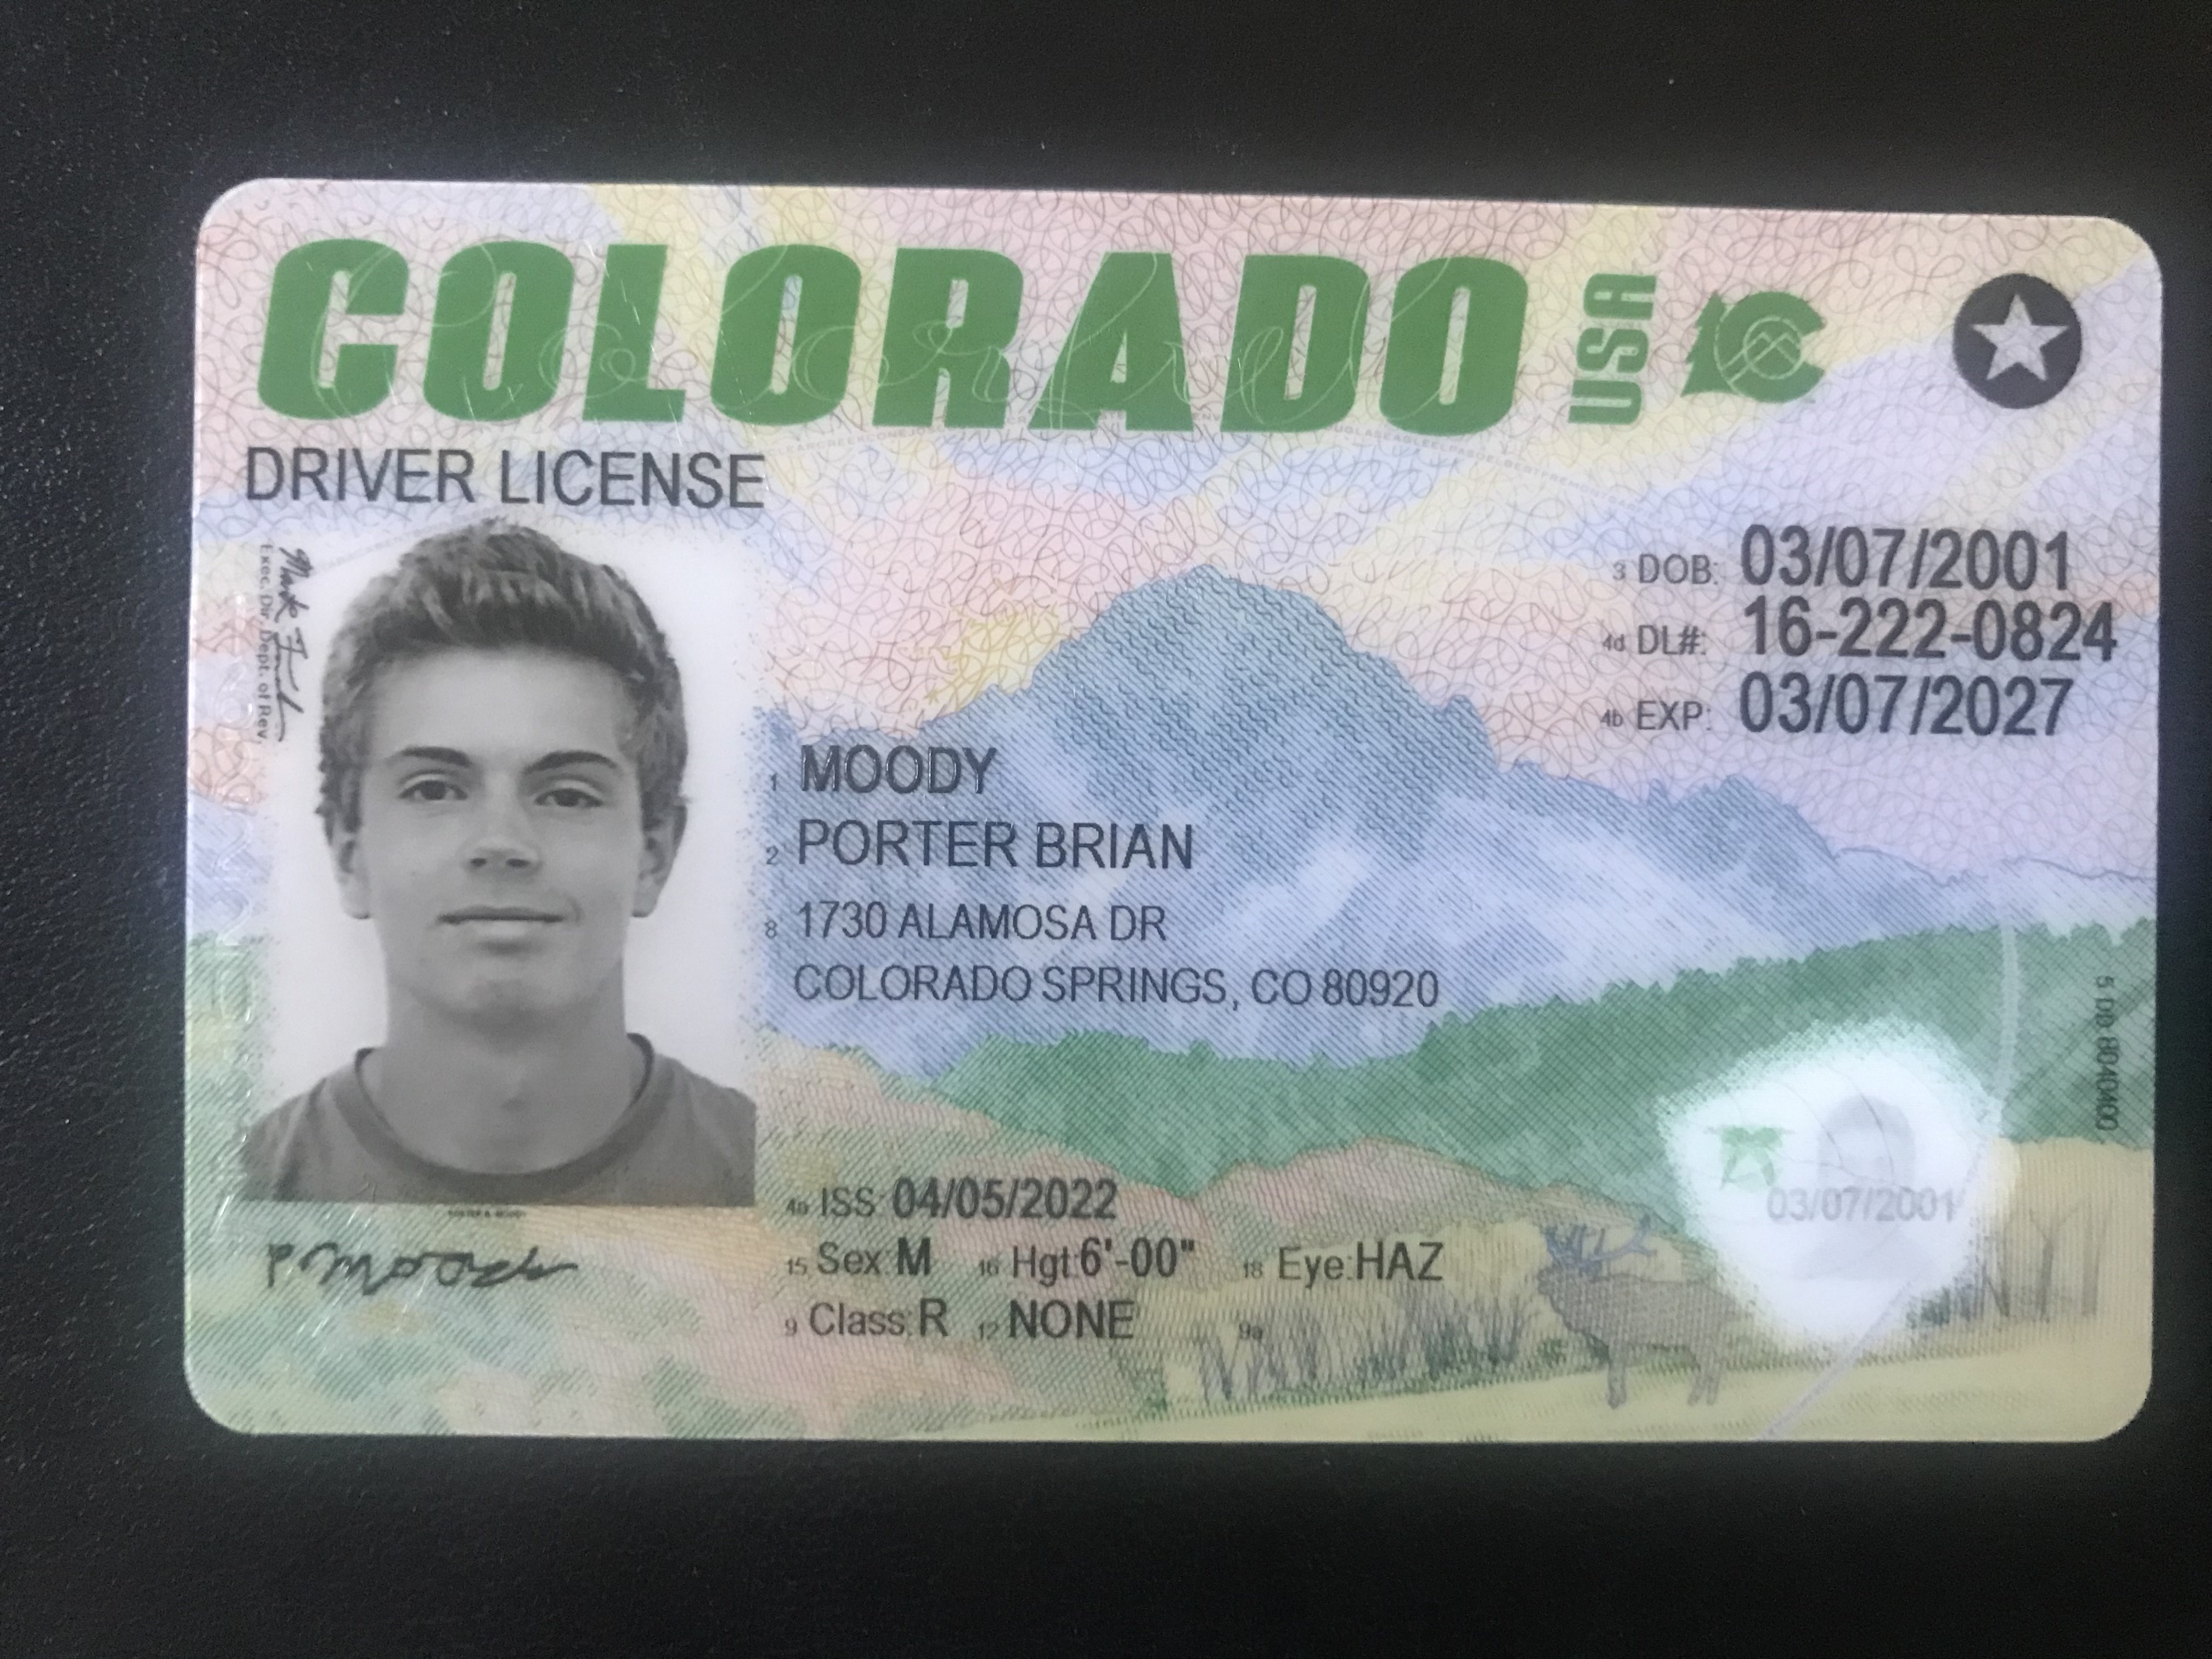 COLORADO
USA
DRIVER LICENSE
Exec. Dir. Dept. of Rev.
3 DOB: 03/07/2001
4d DL#: 16-222-0824
4b EXP: 03/07/2027
1 MOODY
2 PORTER BRIAN
8 1730 ALAMOSA DR
COLORADO SPRINGS, CO 80920
5 DD 8040400
03/07/2001
4a ISS 04/05/2022
15 Sex: M 16 Hgt: 6'-00" 18 Eye: HAZ
9 Class: R 12 NONE 9a
P Moody